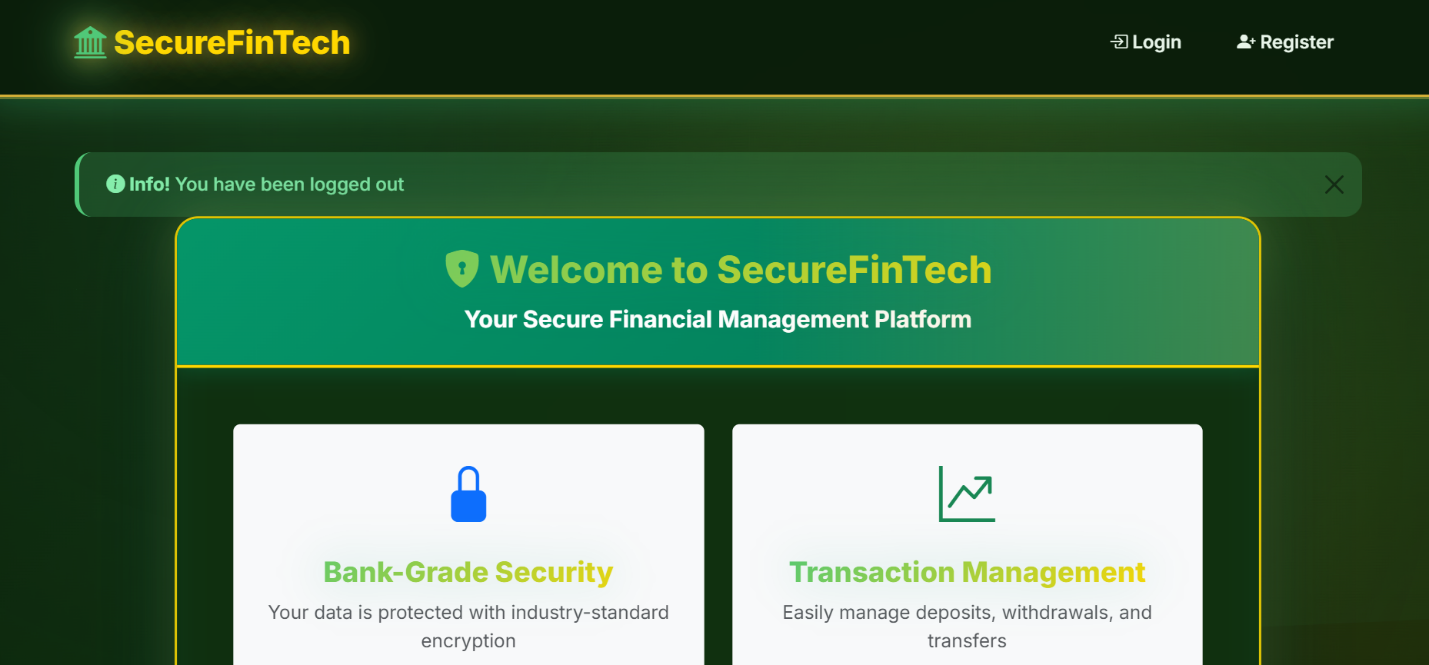 SecureFinTech
Login
Register
Info! You have been logged out
Welcome to SecureFinTech
Your Secure Financial Management Platform
Bank-Grade Security
Your data is protected with industry-standard
encryption
Transaction Management
Easily manage deposits, withdrawals, and
transfers